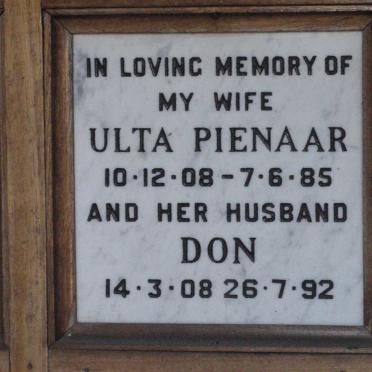 IN LOVING MEMORY OF
MY WIFE
ULTA PIENAAR
10·12·08-7·6·85
AND HER HUSBAND
DON
14·3·08 26·7·92